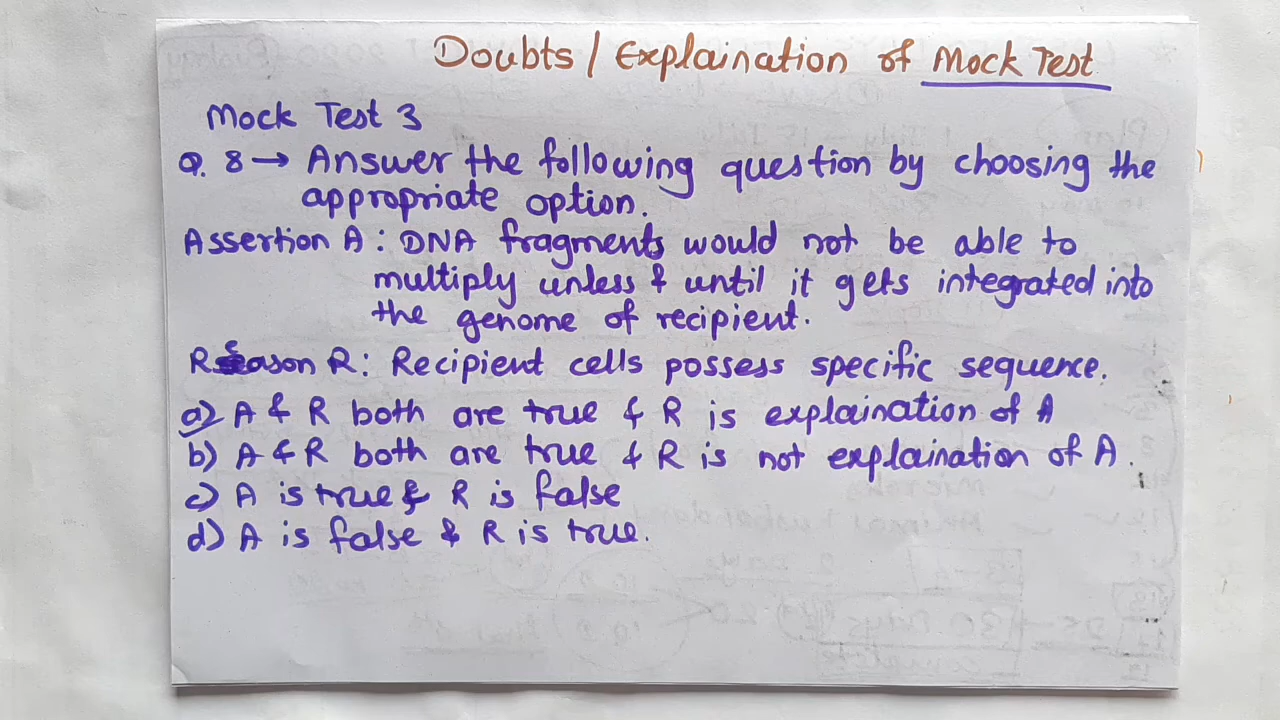 Doubts / Explaination of Mock Test
Mock Test 3
Q. 8 → Answer the following question by choosing the
appropriate option.
Assertion A : DNA fragments would not be able to
multiply unless & until it gets integrated into
the genome of recipient.
Reason R : Recipient cells possess specific sequence.
a) A & R both are true & R is explaination of A
b) A & R both are true & R is not explaination of A.
c) A is true & R is false
d) A is false & R is true.